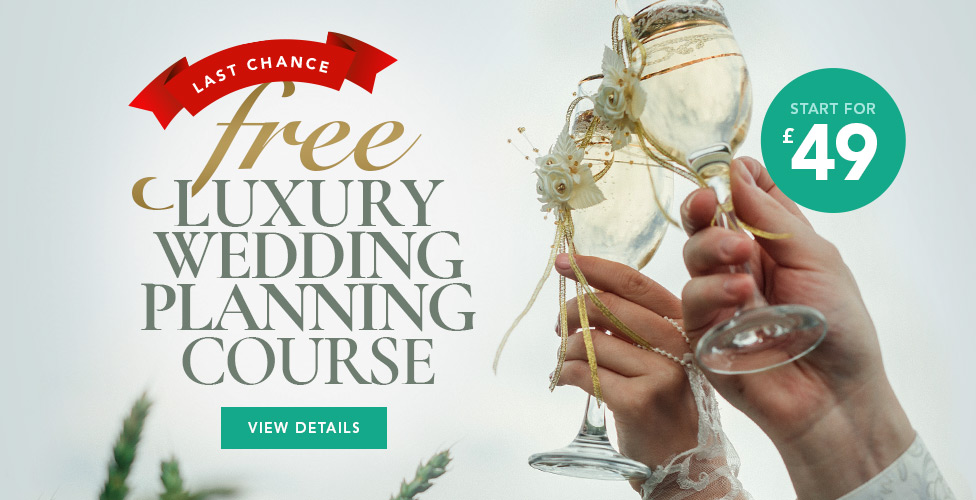 LAST CHANCE
free
LUXURY
WEDDING
PLANNING
COURSE
VIEW DETAILS
START FOR
£49